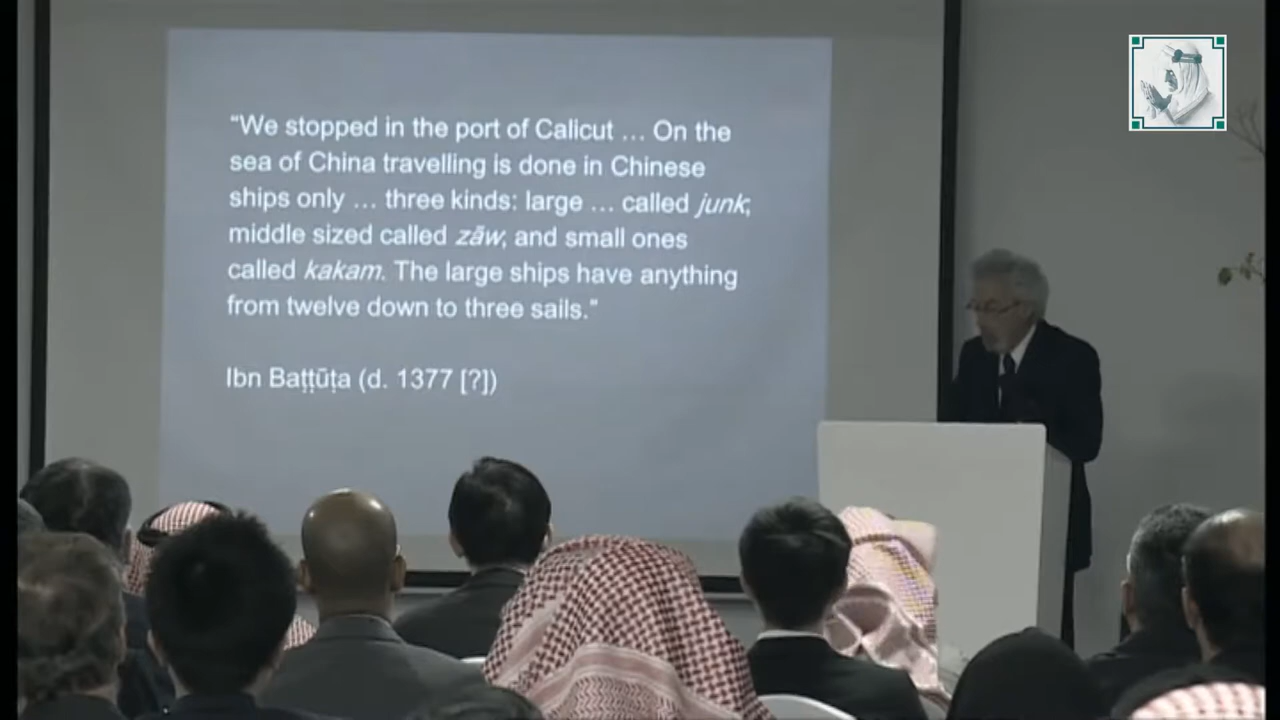 “We stopped in the port of Calicut … On the
sea of China travelling is done in Chinese
ships only … three kinds: large … called junk;
middle sized called zāw, and small ones
called kakam. The large ships have anything
from twelve down to three sails.”
Ibn Baṭṭūṭa (d. 1377 [?])